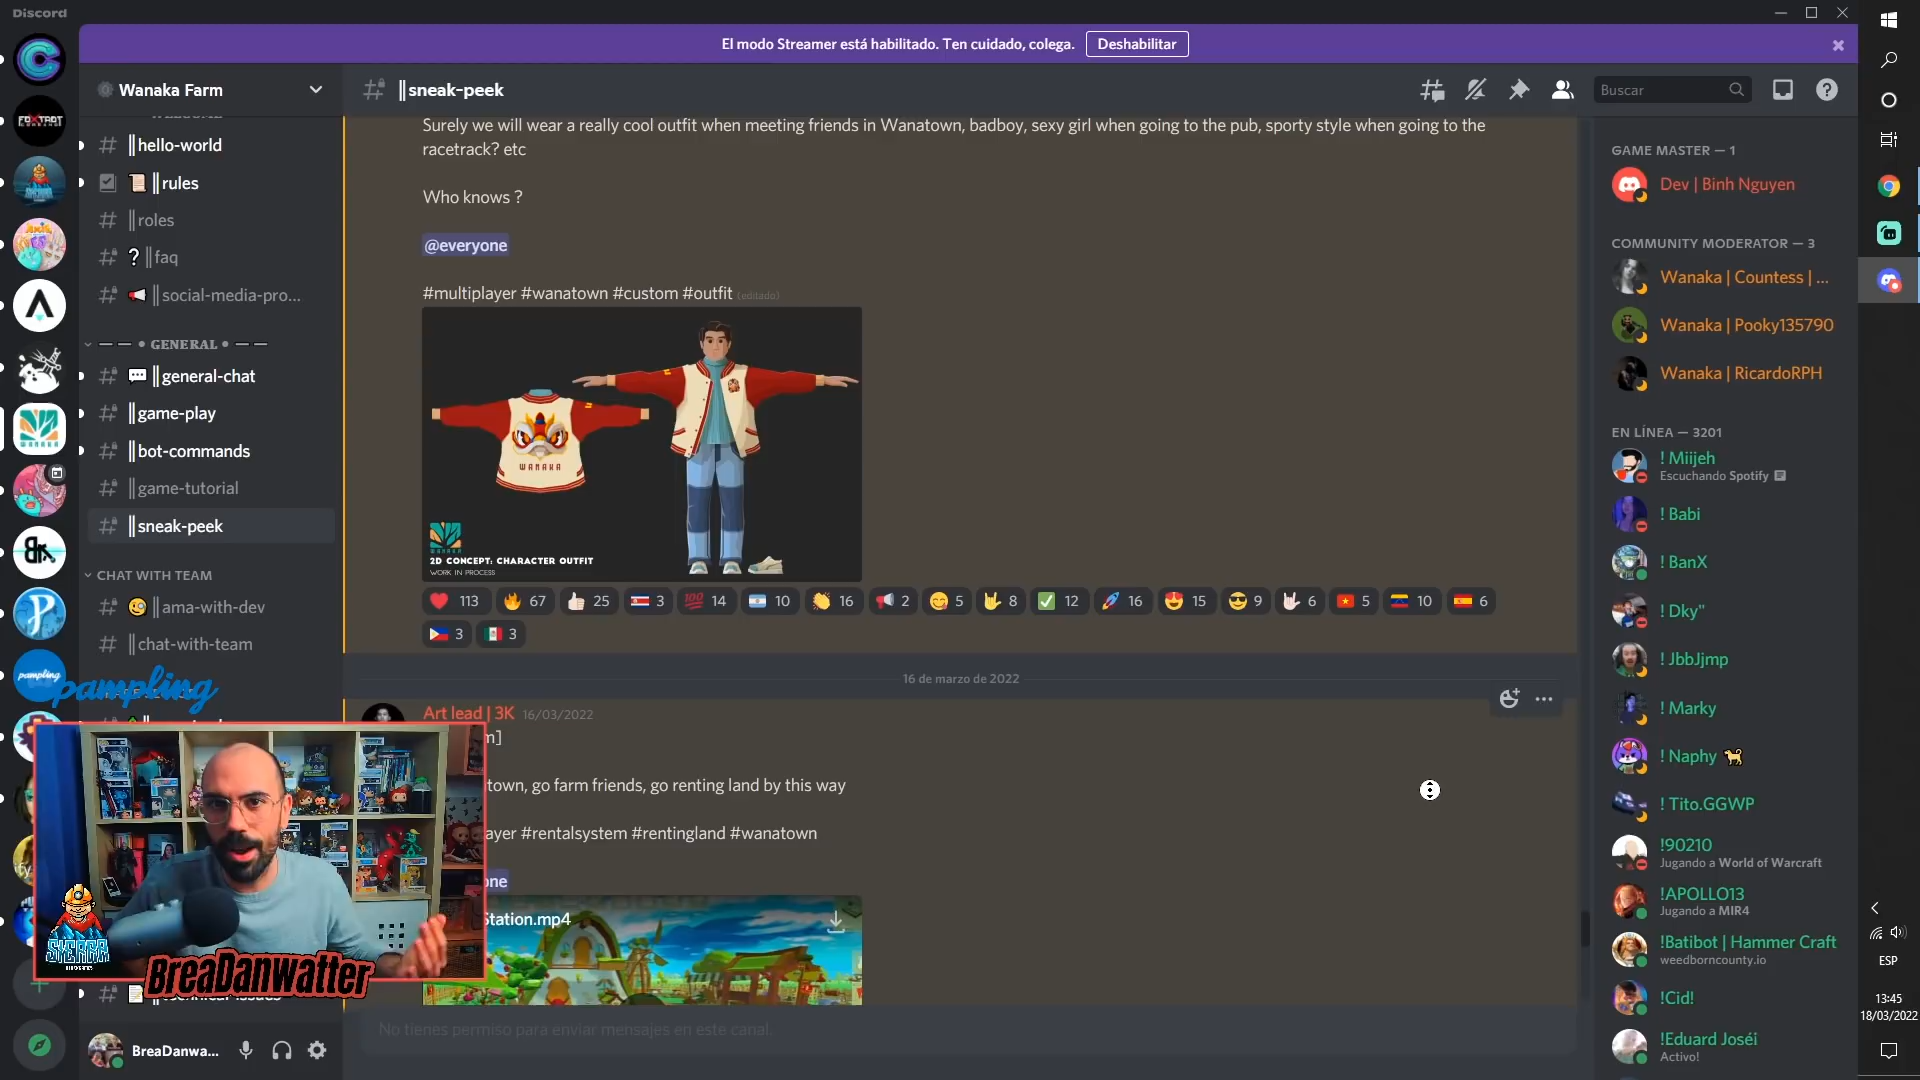 Discord
El modo Streamer está habilitado. Ten cuidado, colega.
Deshabilitar
Wanaka Farm
hello-world
rules
roles
faq
social-media-pro...
GENERAL
general-chat
game-play
bot-commands
game-tutorial
sneak-peek
CHAT WITH TEAM
ama-with-dev
chat-with-team
pampling
BreaDanwatter
BreaDanwa...
sneak-peek
Buscar
Surely we will wear a really cool outfit when meeting friends in Wanatown, badboy, sexy girl when going to the pub, sporty style when going to the
racetrack? etc
Who knows ?
@everyone
#multiplayer #wanatown #custom #outfit (editado)
WANAKA
WANAKA
2D CONCEPT: CHARACTER OUTFIT
WORK IN PROCESS
113 67 25 3 14 10 16 2 5 8 12 16 15 9 6 5 10 6
3 3
16 de marzo de 2022
Art lead | 3K 16/03/2022
town, go farm friends, go renting land by this way
ayer #rentalsystem #rentingland #wanatown
one
Station.mp4
No tienes permiso para enviar mensajes en este canal.
GAME MASTER — 1
Dev | Binh Nguyen
COMMUNITY MODERATOR — 3
Wanaka | Countess | ...
Wanaka | Pooky135790
Wanaka | RicardoRPH
EN LÍNEA — 3201
! Miijeh
Escuchando Spotify
! Babi
! BanX
! Dky"
! JbbJjmp
! Marky
! Naphy
! Tito.GGWP
!90210
Jugando a World of Warcraft
!APOLLO13
Jugando a MIR4
!Batibot | Hammer Craft
weedborncounty.io
!Cid!
!Eduard Joséi
Activo!
ESP
13:45
18/03/2022